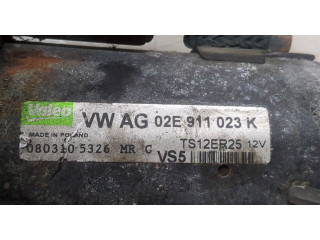 Valeo
VW AG 02E 911 023 K
MADE IN POLAND
TS12ER25 12V
080310 5326 MR C
VS5